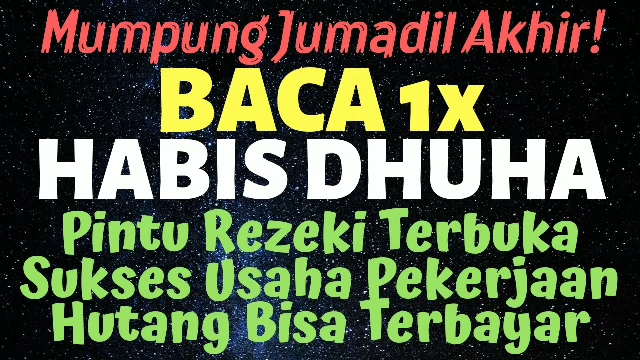 Mumpung Jumadil Akhir!
BACA 1x
HABIS DHUHA
Pintu Rezeki Terbuka
Sukses Usaha Pekerjaan
Hutang Bisa Terbayar